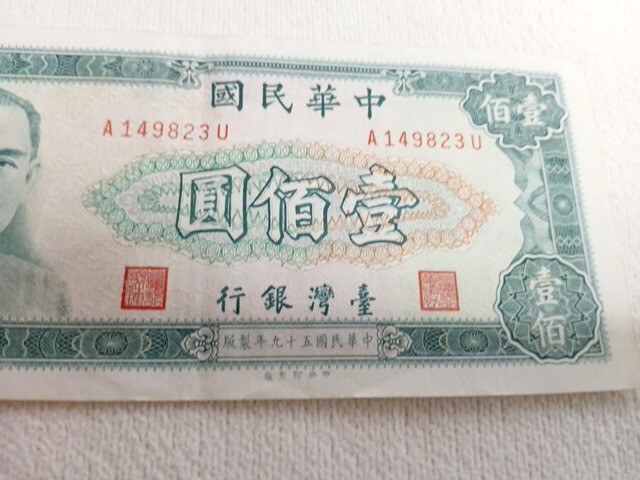 中華民國
壹佰
A149823U
A149823U
壹佰圓
臺灣銀行
壹佰
中華民國五十九年製版